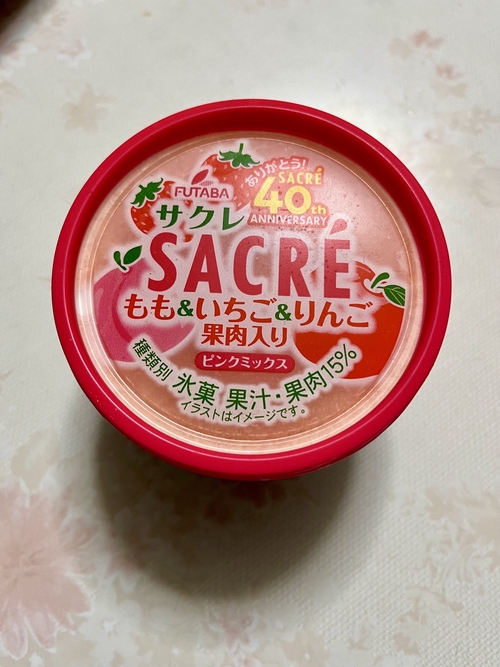 FUTABA
ありがとう!
SACRÉ
40th
ANNIVERSARY
サクレ
SACRÉ
もも&いちご&りんご
果肉入り
ピンクミックス
種類別 氷菓 果汁・果肉15%
イラストはイメージです。